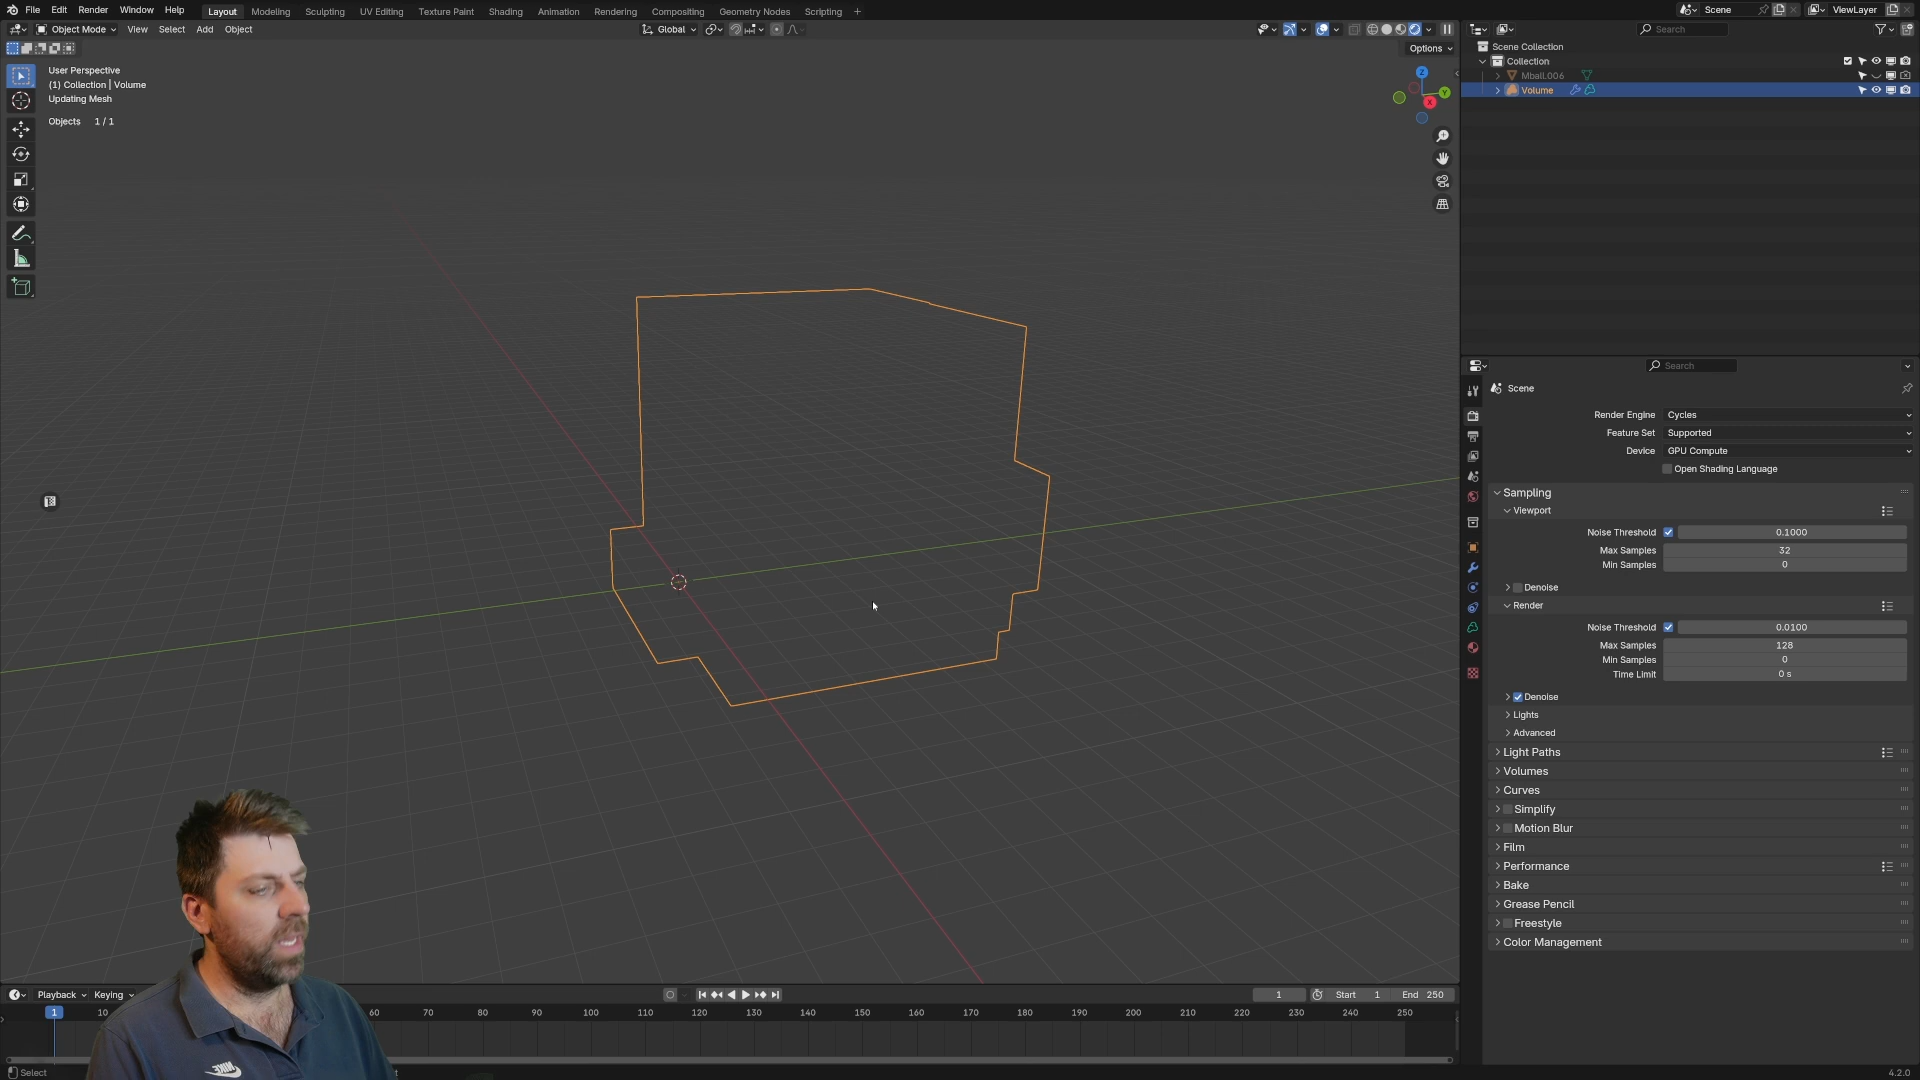 File Edit Render Window Help Layout Modeling Sculpting UV Editing Texture Paint Shading Animation Rendering Compositing Geometry Nodes Scripting + Scene ViewLayer
Object Mode View Select Add Object Global Search
Options
User Perspective
(1) Collection | Volume
Updating Mesh
Objects 1 / 1
Z
Y
X
Scene Collection
Collection
Mball.006
Volume
Search
Scene
Render Engine Cycles
Feature Set Supported
Device GPU Compute
Open Shading Language
Sampling
Viewport
Noise Threshold 0.1000
Max Samples 32
Min Samples 0
Denoise
Render
Noise Threshold 0.0100
Max Samples 128
Min Samples 0
Time Limit 0 s
Denoise
Lights
Advanced
Light Paths
Volumes
Curves
Simplify
Motion Blur
Film
Performance
Bake
Grease Pencil
Freestyle
Color Management
Playback Keying 1 Start 1 End 250
1 10 60 70 80 90 100 110 120 130 140 150 160 170 180 190 200 210 220 230 240 250
NIKE
Select 4.2.0